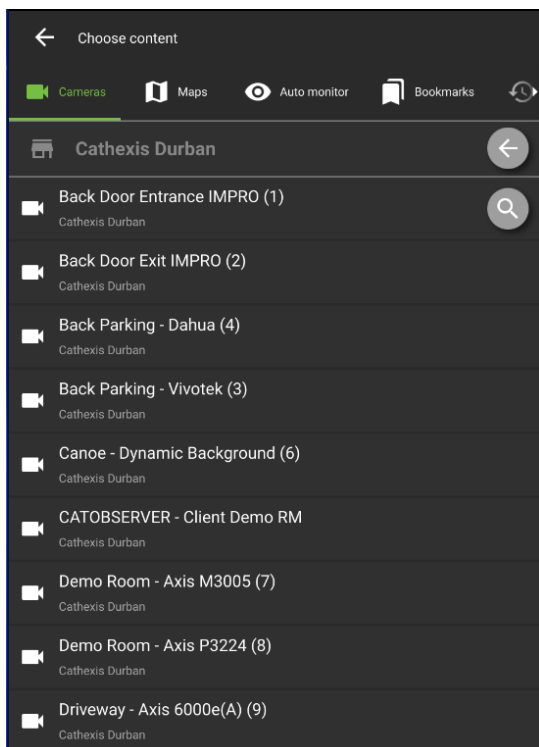 Choose content
Cameras Maps Auto monitor Bookmarks
Cathexis Durban
Back Door Entrance IMPRO (1)
Cathexis Durban
Back Door Exit IMPRO (2)
Cathexis Durban
Back Parking - Dahua (4)
Cathexis Durban
Back Parking - Vivotek (3)
Cathexis Durban
Canoe - Dynamic Background (6)
Cathexis Durban
CATOBSERVER - Client Demo RM
Cathexis Durban
Demo Room - Axis M3005 (7)
Cathexis Durban
Demo Room - Axis P3224 (8)
Cathexis Durban
Driveway - Axis 6000e(A) (9)
Cathexis Durban